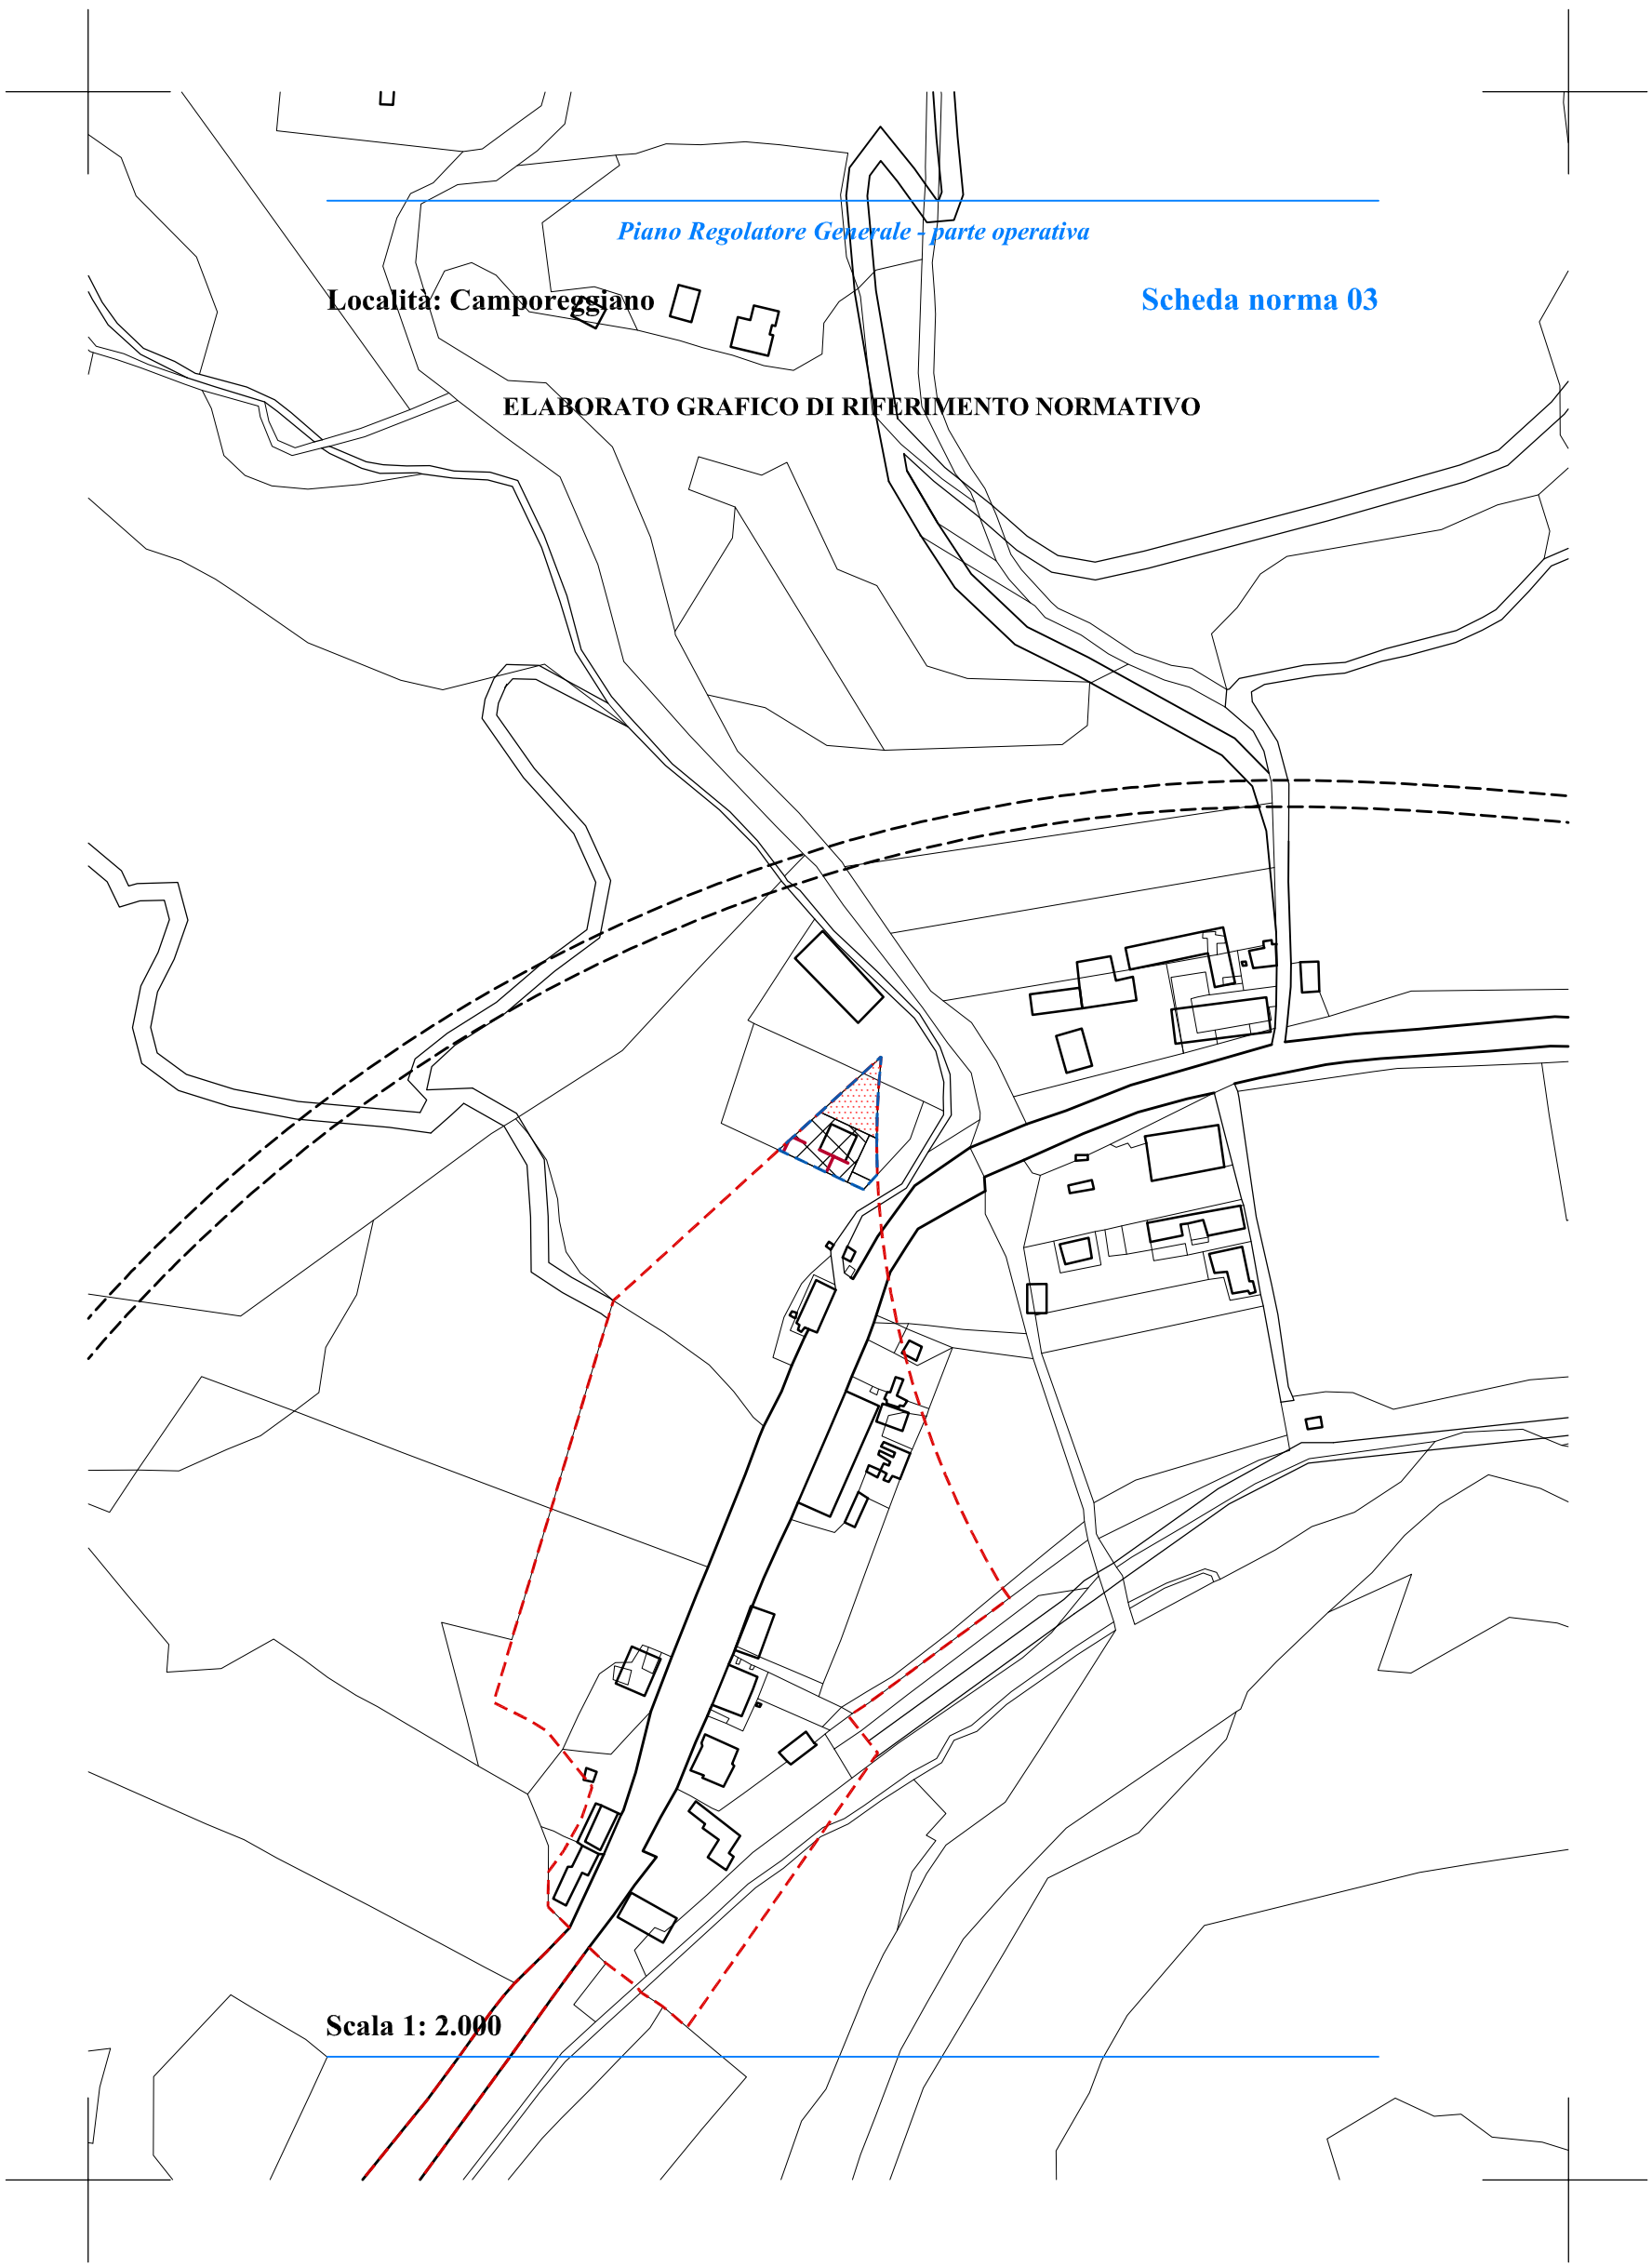 Piano Regolatore Generale - parte operativa
Località: Camporeggiano
Scheda norma 03
ELABORATO GRAFICO DI RIFERIMENTO NORMATIVO
Scala 1: 2.000